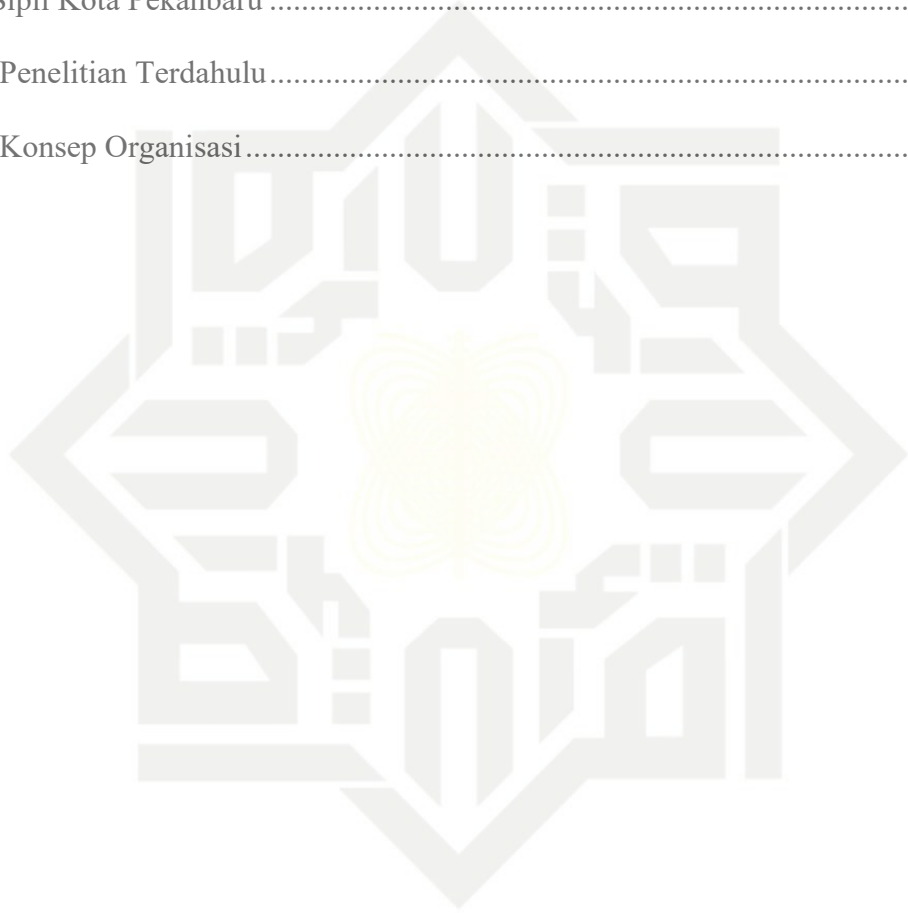 Sipil Kota Pekanbaru ................................................................................
Penelitian Terdahulu................................................................................
Konsep Organisasi...................................................................................